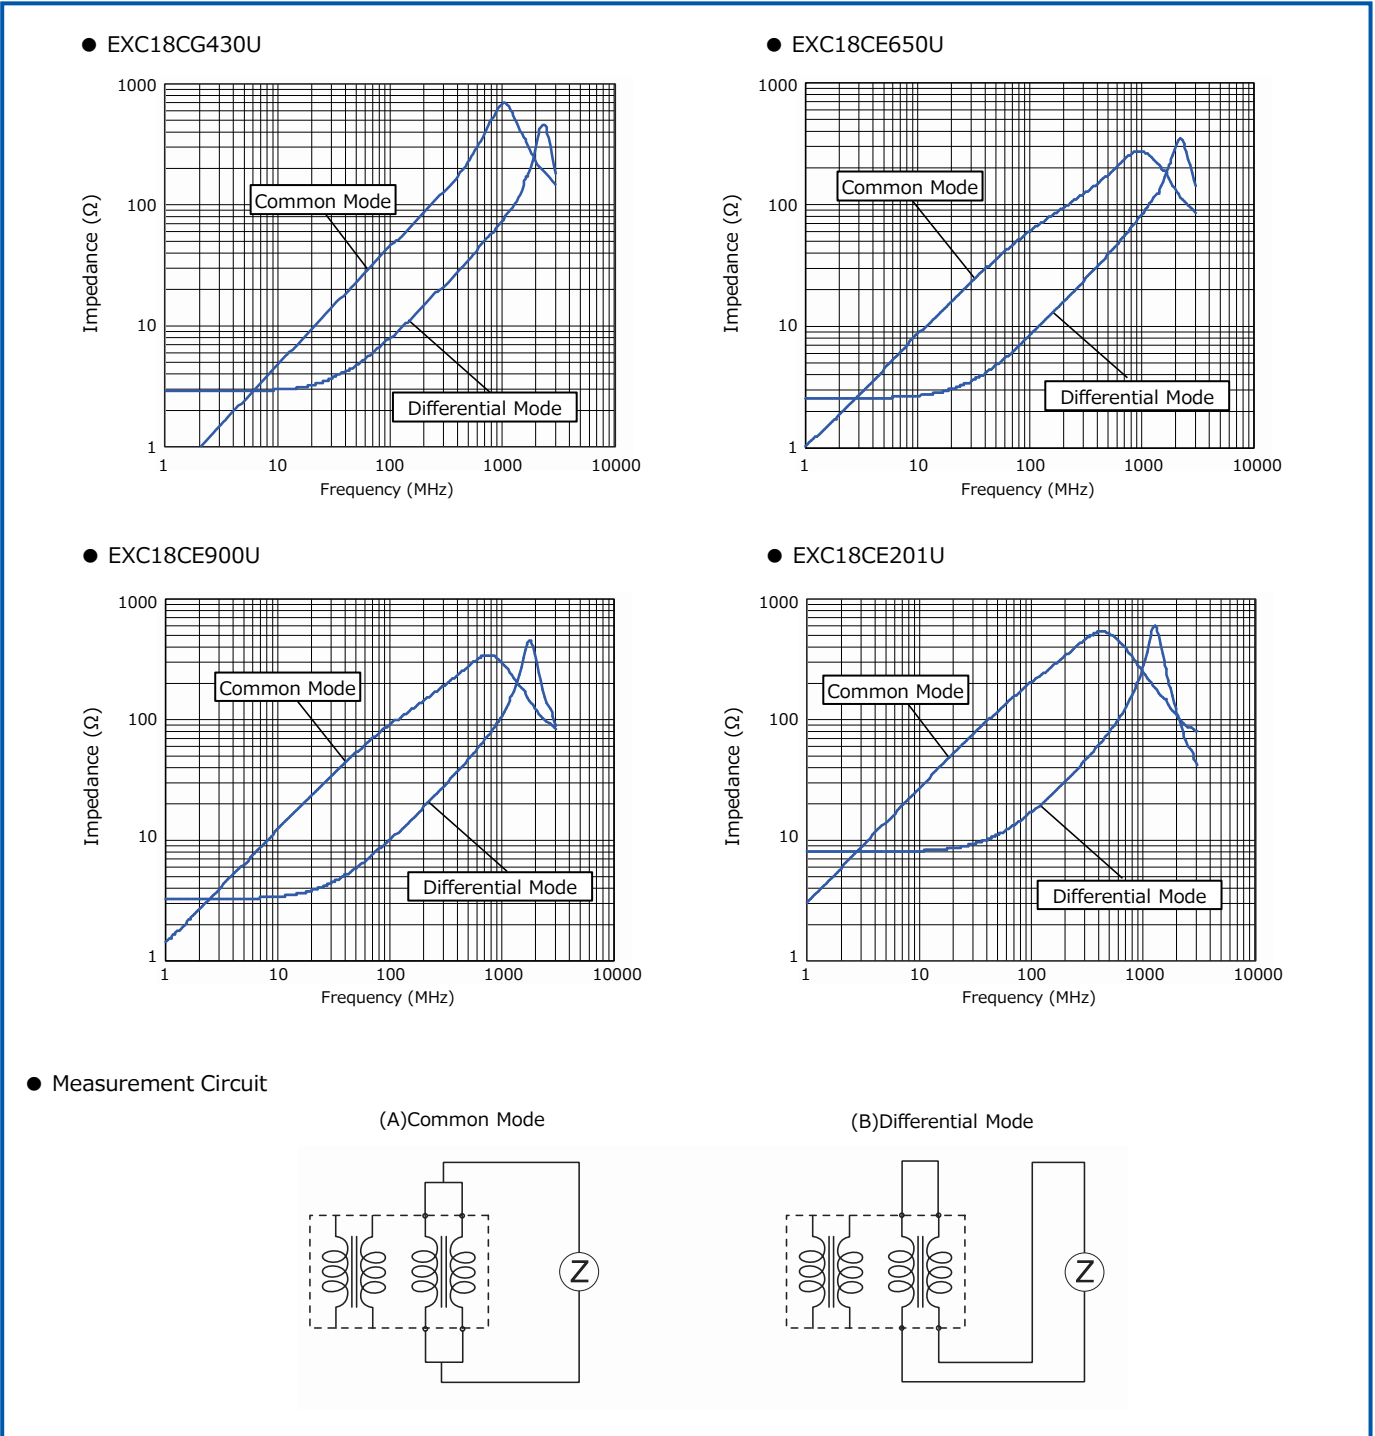 ● EXC18CG430U
1000
100
10
1
Impedance (Ω)
Common Mode
Differential Mode
1 10 100 1000 10000
Frequency (MHz)
● EXC18CE650U
1000
100
10
1
Impedance (Ω)
Common Mode
Differential Mode
1 10 100 1000 10000
Frequency (MHz)
● EXC18CE900U
1000
100
10
1
Impedance (Ω)
Common Mode
Differential Mode
1 10 100 1000 10000
Frequency (MHz)
● EXC18CE201U
1000
100
10
1
Impedance (Ω)
Common Mode
Differential Mode
1 10 100 1000 10000
Frequency (MHz)
● Measurement Circuit
(A)Common Mode
Z
(B)Differential Mode
Z